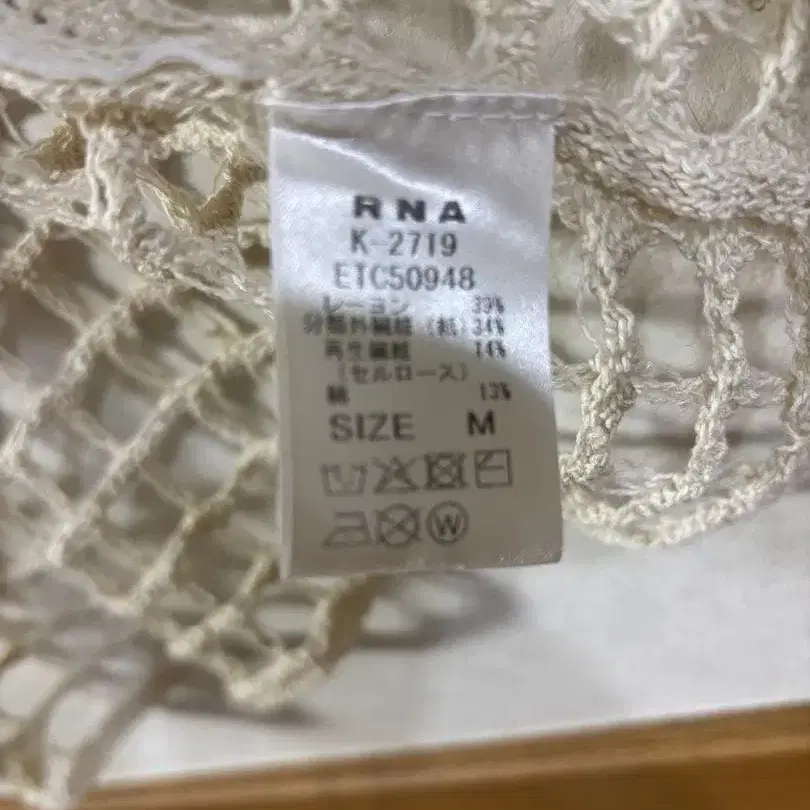 RNA
K-2719
ETC50948
レーヨン 39%
分類外繊維(紙)34%
再生繊維 14%
(セルロース)
綿 13%
SIZE M
W